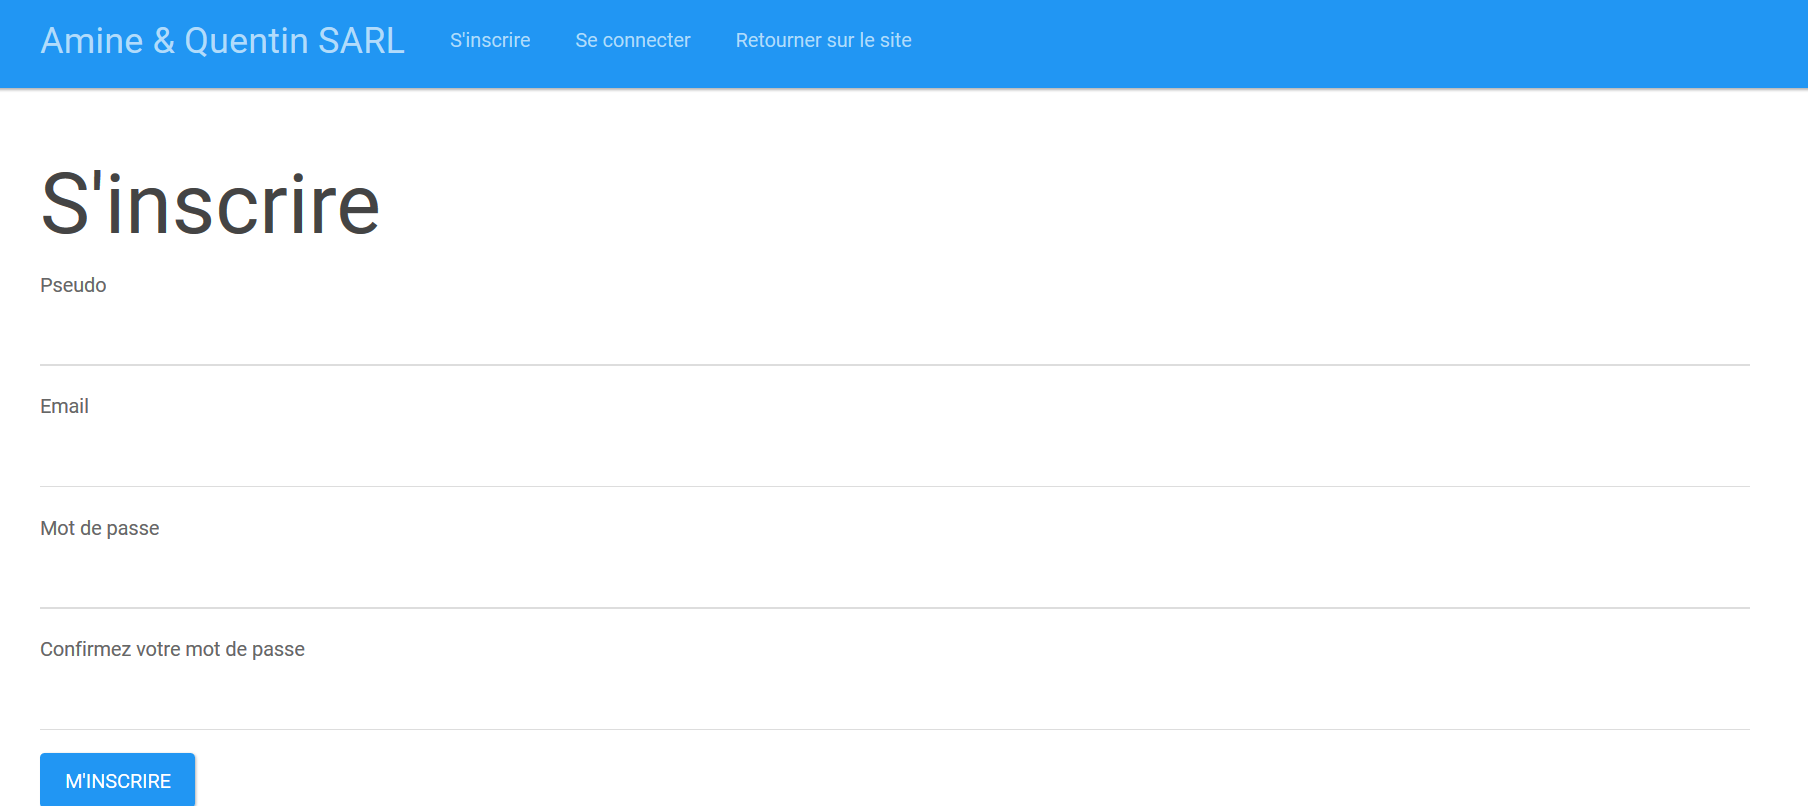 Amine & Quentin SARL S'inscrire Se connecter Retourner sur le site
S'inscrire
Pseudo
Email
Mot de passe
Confirmez votre mot de passe
M'INSCRIRE